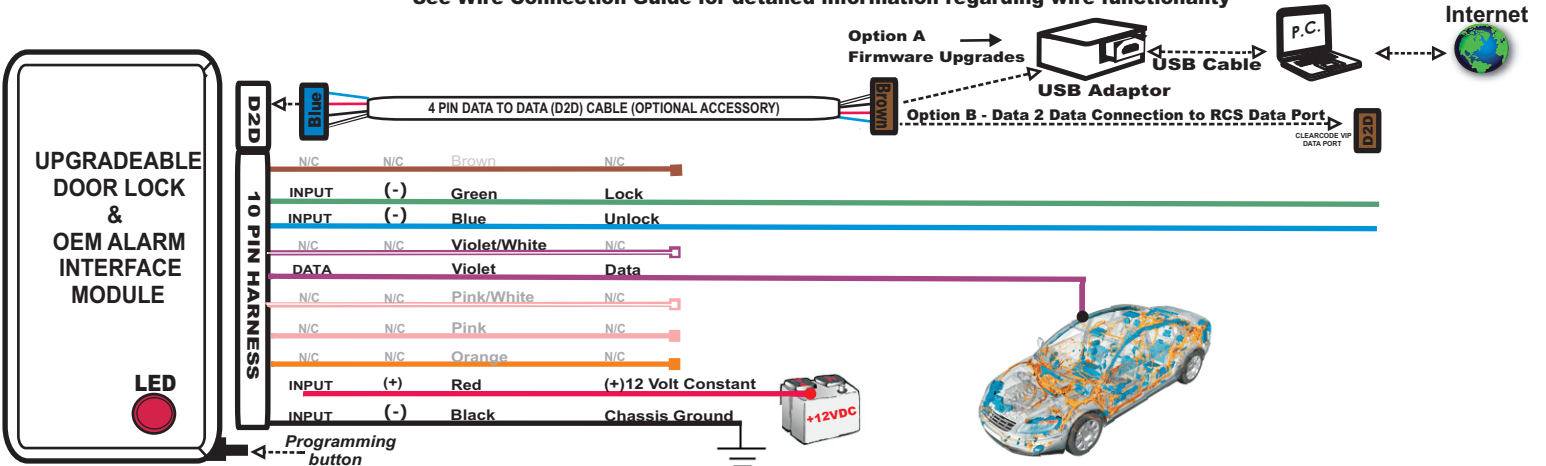 See Wire Connection Guide for detailed information regarding wire functionality
Internet
Option A
Firmware Upgrades
P.C.
USB Cable
USB Adaptor
D2D
Blue
4 PIN DATA TO DATA (D2D) CABLE (OPTIONAL ACCESSORY)
Brown
Option B - Data 2 Data Connection to RCS Data Port
CLEARCODE VIP
DATA PORT
D2D
UPGRADEABLE
DOOR LOCK
&
OEM ALARM
INTERFACE
MODULE
LED
Programming
button
10 PIN HARNESS
N/C N/C Brown N/C
INPUT (-) Green Lock
INPUT (-) Blue Unlock
N/C N/C Violet/White N/C
DATA Violet Data
N/C N/C Pink/White N/C
N/C N/C Pink N/C
N/C N/C Orange N/C
INPUT (+) Red (+)12 Volt Constant
+12VDC
INPUT (-) Black Chassis Ground